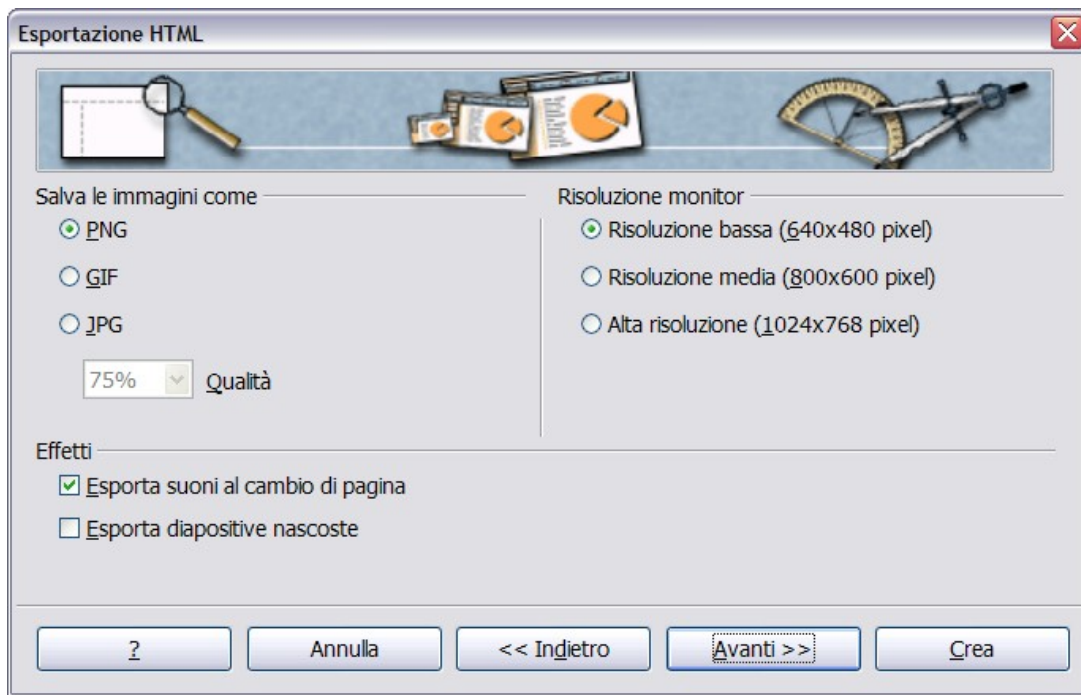 Esportazione HTML
Salva le immagini come
PNG
GIF
JPG
75% Qualità
Risoluzione monitor
Risoluzione bassa (640x480 pixel)
Risoluzione media (800x600 pixel)
Alta risoluzione (1024x768 pixel)
Effetti
Esporta suoni al cambio di pagina
Esporta diapositive nascoste
? Annulla << Indietro Avanti >> Crea